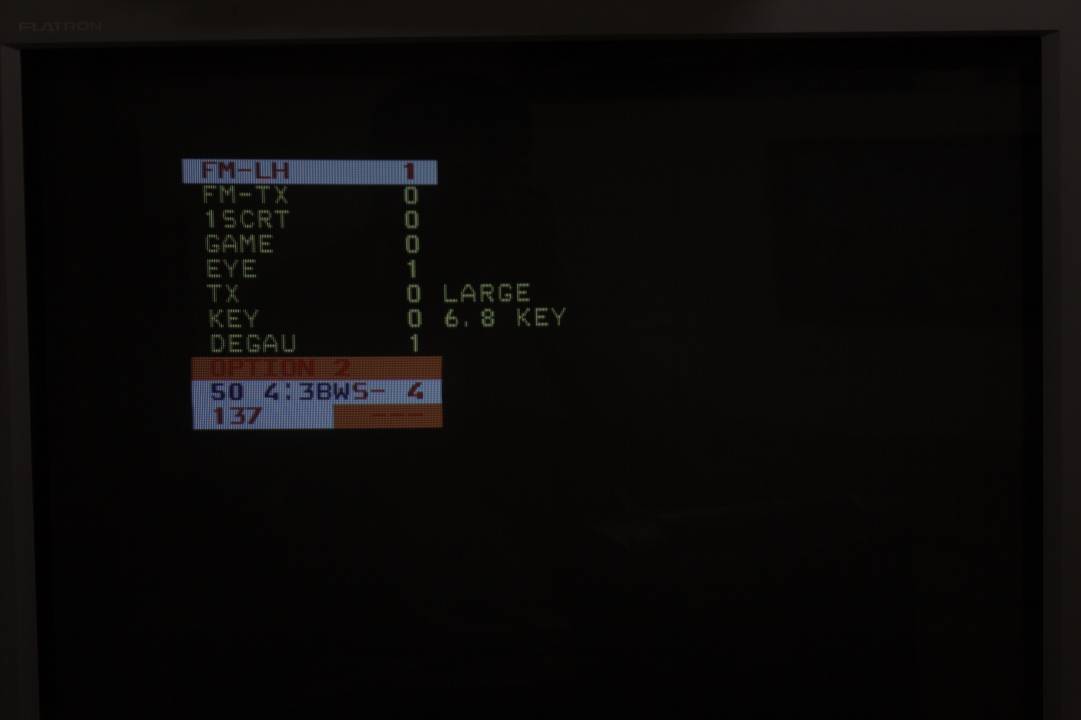 FLATRON
FM-LH 1
FM-TX 0
1SCRT 0
GAME 0
EYE 1
TX 0 LARGE
KEY 0 6.8 KEY
DEGAU 1
OPTION 2
50 4:3BWS- 4
137 ---